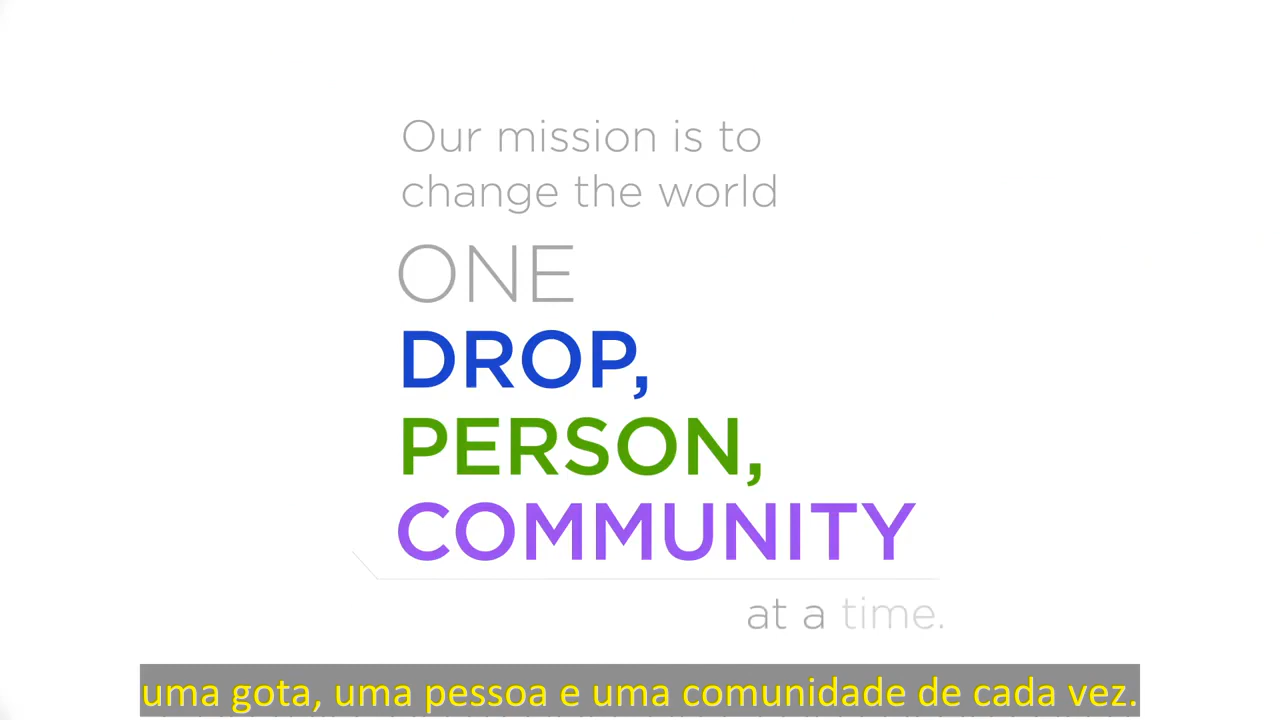 Our mission is to
change the world
ONE
DROP,
PERSON,
COMMUNITY
at a time.
uma gota, uma pessoa e uma comunidade de cada vez.